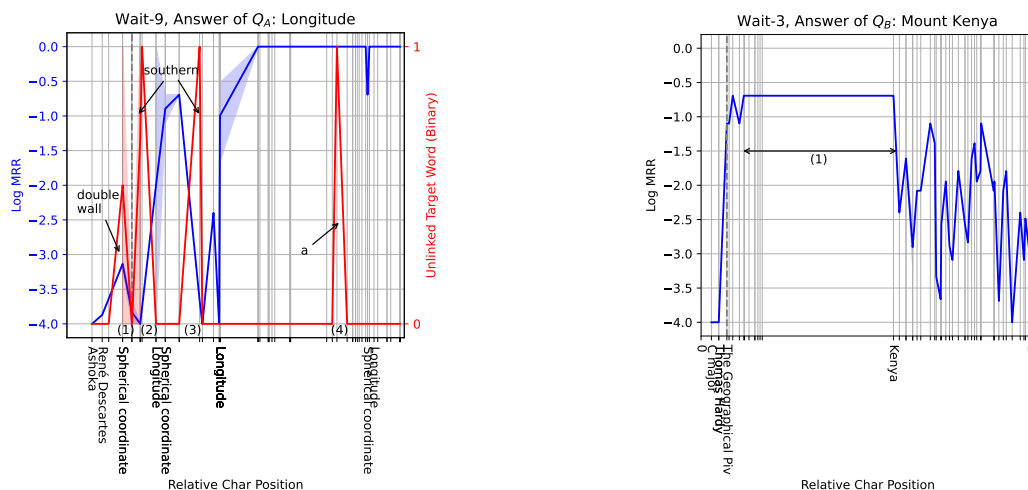 Wait-9, Answer of Q_A: Longitude
Log MRR
0.0
−0.5
−1.0
−1.5
−2.0
−2.5
−3.0
−3.5
−4.0
southern
double
wall
a
(1)
(2)
(3)
(4)
1
0
Unlinked Target Word (Binary)
Ashoka
René Descartes
Spherical coordinate
Longitude
Spherical coordinate
Longitude
Spherical coordinate
Longitude
Relative Char Position
Wait-3, Answer of Q_B: Mount Kenya
Log MRR
0.0
−0.5
−1.0
−1.5
−2.0
−2.5
−3.0
−3.5
−4.0
(1)
0
C major
Thomas Hardy
The Geographical Piv
Kenya
Relative Char Position